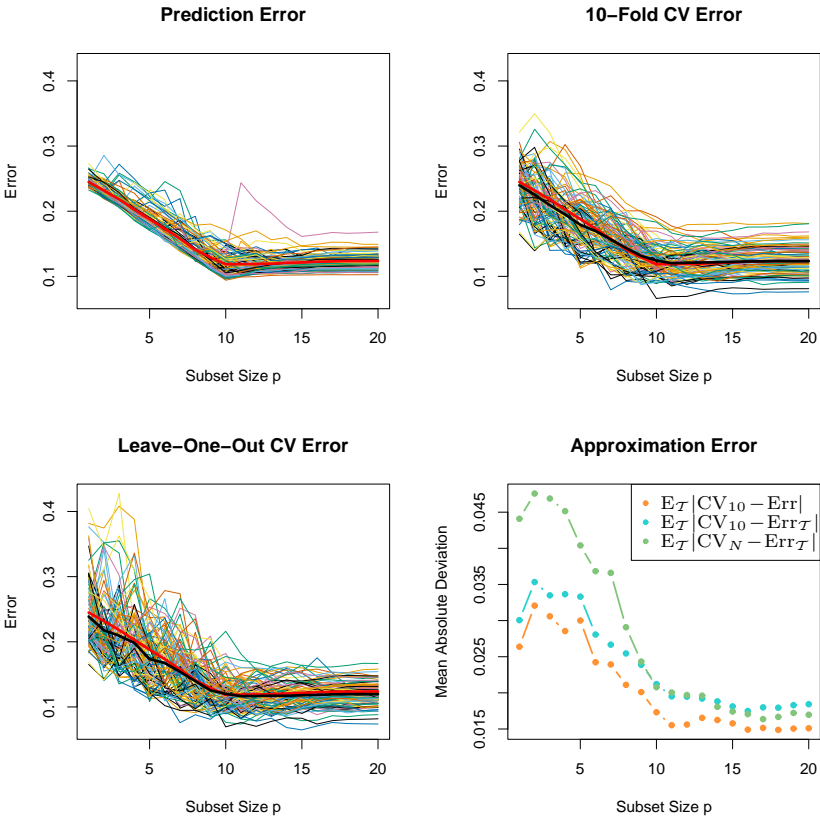 Prediction Error
0.4
0.3
0.2
0.1
Error
5
10
15
20
Subset Size p
10−Fold CV Error
0.4
0.3
0.2
0.1
Error
5
10
15
20
Subset Size p
Leave−One−Out CV Error
0.4
0.3
0.2
0.1
Error
5
10
15
20
Subset Size p
Approximation Error
0.045
0.035
0.025
0.015
Mean Absolute Deviation
E𝒯|CV₁₀−Err|
E𝒯|CV₁₀−Err𝒯|
E𝒯|CV_N−Err𝒯|
5
10
15
20
Subset Size p